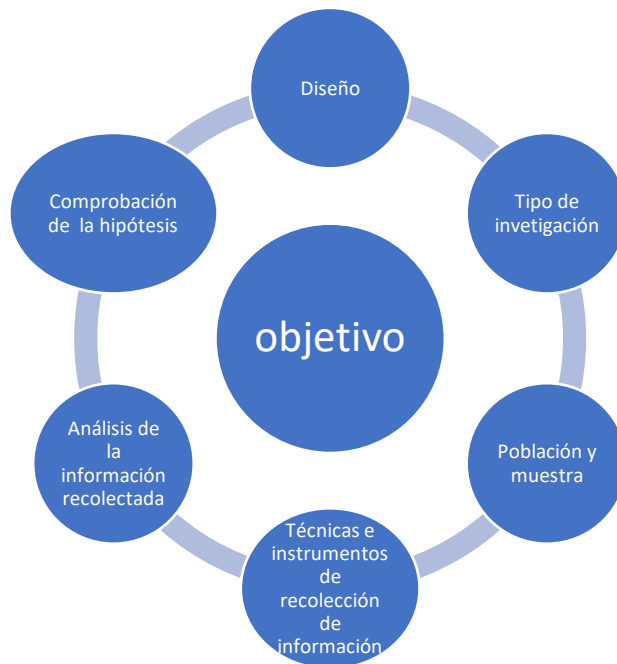 Diseño
Tipo de
invetigación
Población y
muestra
Técnicas e
instrumentos
de
recolección
de
información
Análisis de
la
información
recolectada
Comprobación
de la hipótesis
objetivo